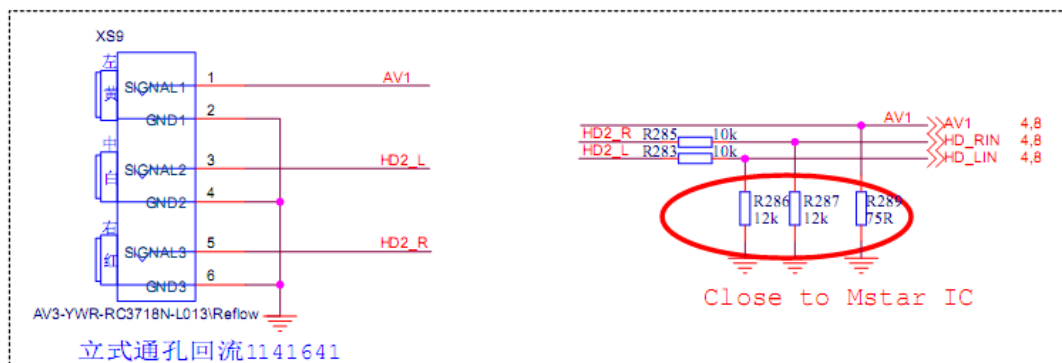 XS9
左
黄
SIGNAL1
1
AV1
GND1
2
中
白
SIGNAL2
3
HD2_L
GND2
4
右
红
SIGNAL3
5
HD2_R
GND3
6
AV3-YWR-RC3718N-L013\Reflow
立式通孔回流1141641
AV1
AV1
4,8
HD2_R
R285
10k
HD_RIN
4,8
HD2_L
R283
10k
HD_LIN
4,8
R286
12k
R287
12k
R289
75R
Close to Mstar IC